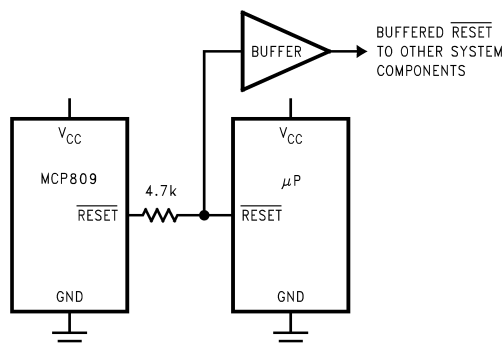 BUFFER
BUFFERED RESET
TO OTHER SYSTEM
COMPONENTS
VCC
MCP809
RESET
GND
4.7k
VCC
μP
RESET
GND